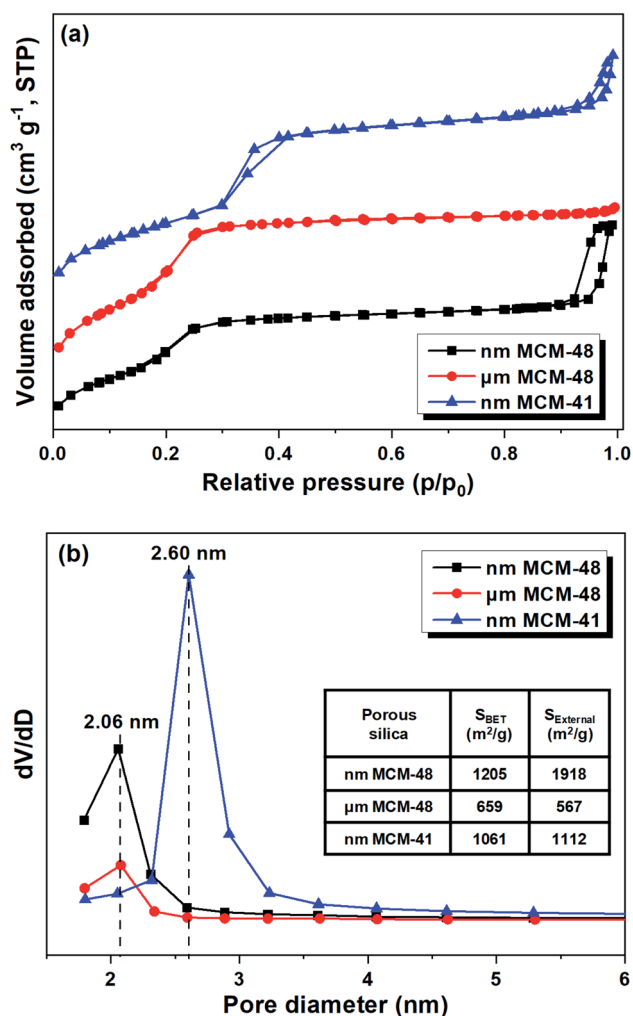 (a)
Volume adsorbed (cm³ g⁻¹, STP)
nm MCM-48
μm MCM-48
nm MCM-41
0.0 0.2 0.4 0.6 0.8 1.0
Relative pressure (p/p₀)
(b)
2.60 nm
2.06 nm
nm MCM-48
μm MCM-48
nm MCM-41
dV/dD
Porous silica S_BET (m²/g) S_External (m²/g)
nm MCM-48 1205 1918
μm MCM-48 659 567
nm MCM-41 1061 1112
2 3 4 5 6
Pore diameter (nm)